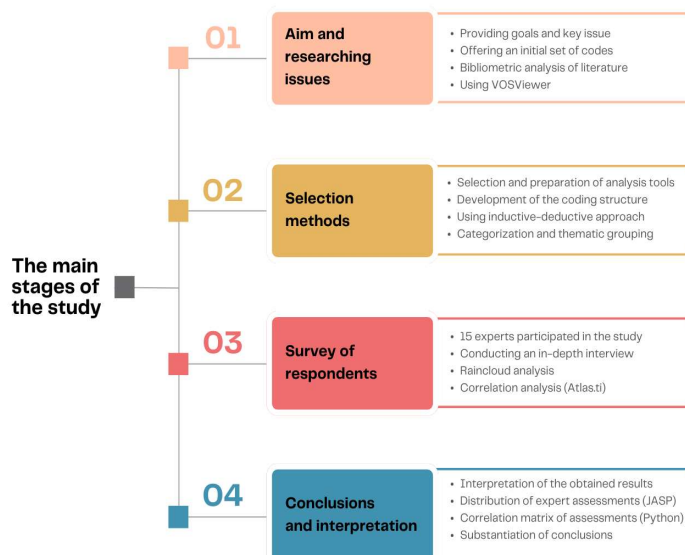 The main
stages of
the study
01
Aim and
researching
issues
• Providing goals and key issue
• Offering an initial set of codes
• Bibliometric analysis of literature
• Using VOSViewer
02
Selection
methods
• Selection and preparation of analysis tools
• Development of the coding structure
• Using inductive-deductive approach
• Categorization and thematic grouping
03
Survey of
respondents
• 15 experts participated in the study
• Conducting an in-depth interview
• Raincloud analysis
• Correlation analysis (Atlas.ti)
04
Conclusions
and interpretation
• Interpretation of the obtained results
• Distribution of expert assessments (JASP)
• Correlation matrix of assessments (Python)
• Substantiation of conclusions